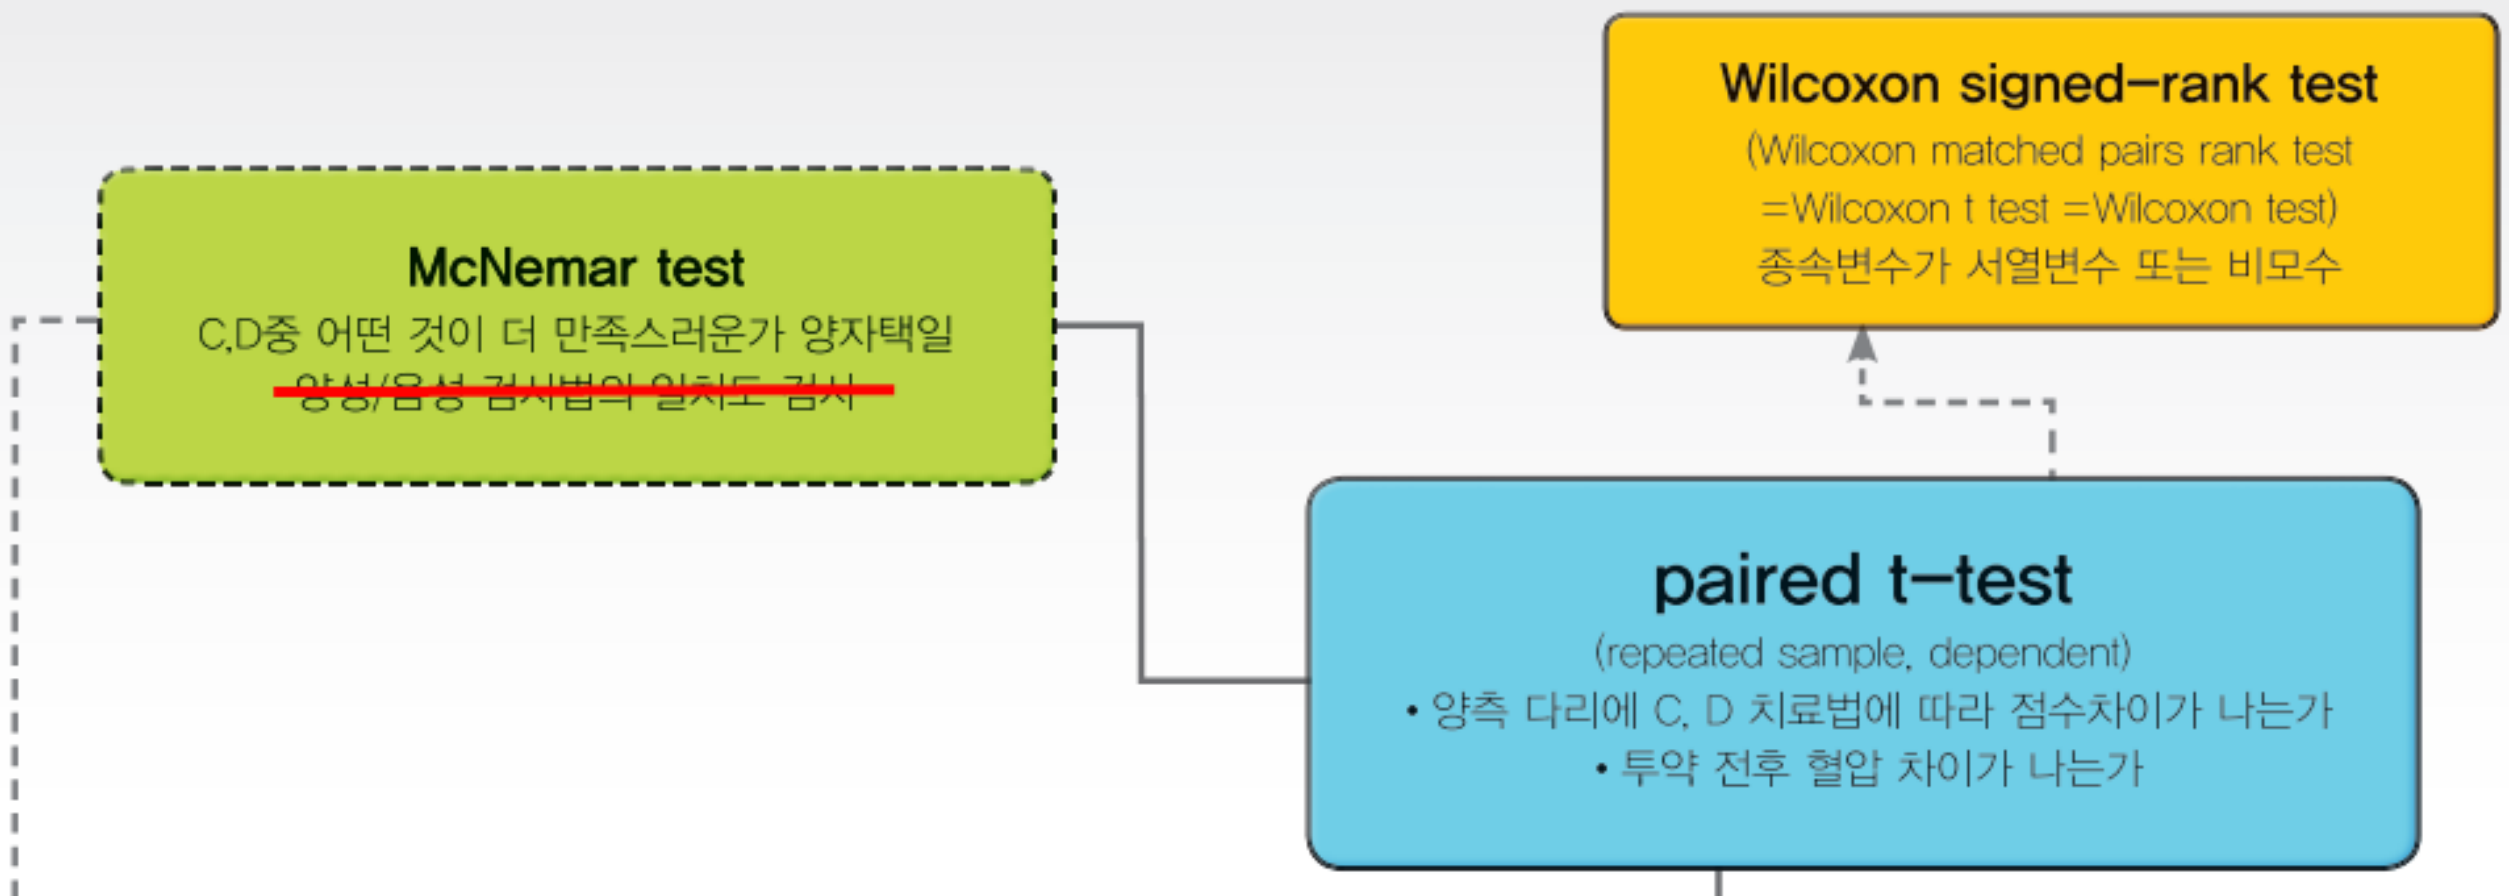 Wilcoxon signed-rank test
(Wilcoxon matched pairs rank test
=Wilcoxon t test =Wilcoxon test)
종속변수가 서열변수 또는 비모수
McNemar test
C,D중 어떤 것이 더 만족스러운가 양자택일
양성/음성 검사법의 일치도 검사
paired t-test
(repeated sample, dependent)
• 양측 다리에 C, D 치료법에 따라 점수차이가 나는가
• 투약 전후 혈압 차이가 나는가